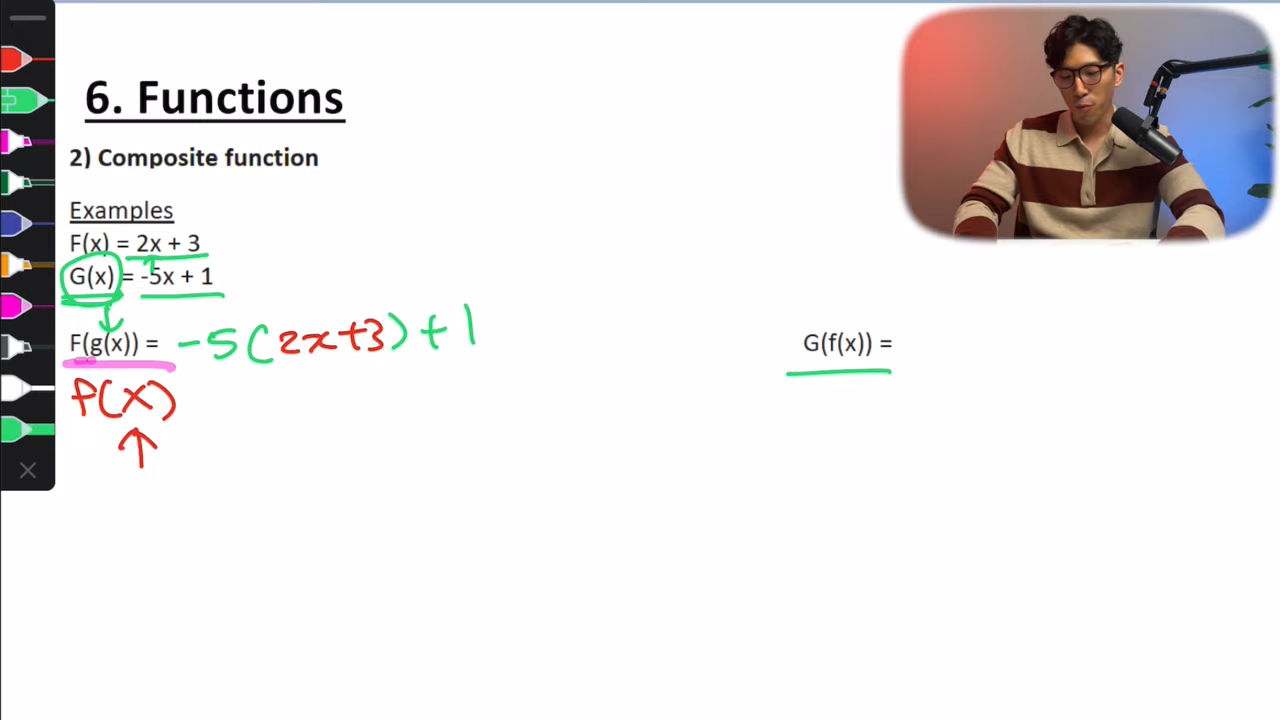 6. Functions
2) Composite function
Examples
F(x) = 2x + 3
G(x) = -5x + 1
F(g(x)) = -5(2x+3)+1
G(f(x)) =
f(x)